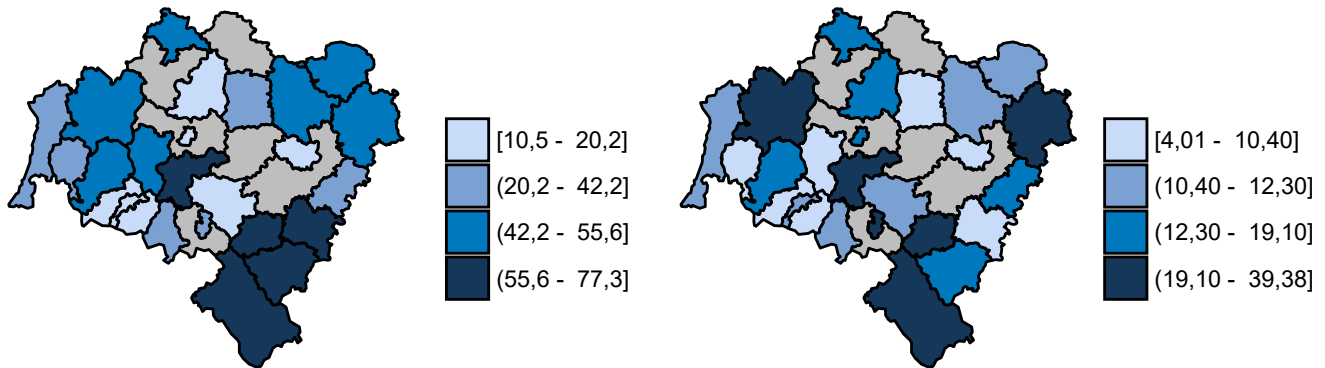 [10,5 - 20,2]
(20,2 - 42,2]
(42,2 - 55,6]
(55,6 - 77,3]
[4,01 - 10,40]
(10,40 - 12,30]
(12,30 - 19,10]
(19,10 - 39,38]